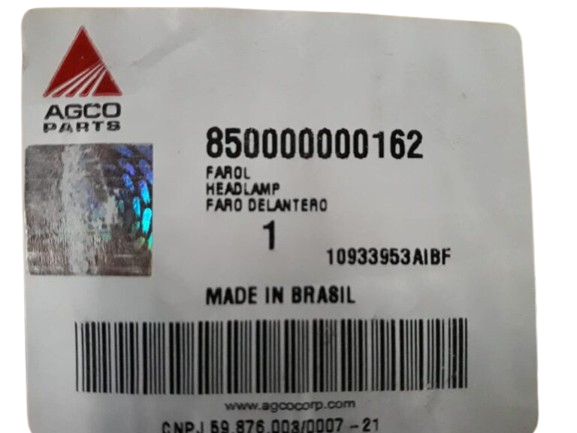 AGCO
PARTS
850000000162
FAROL
HEADLAMP
FARO DELANTERO
1
10933953AIBF
MADE IN BRASIL
www.agcocorp.com
CNPJ 59.876.003/0007-21